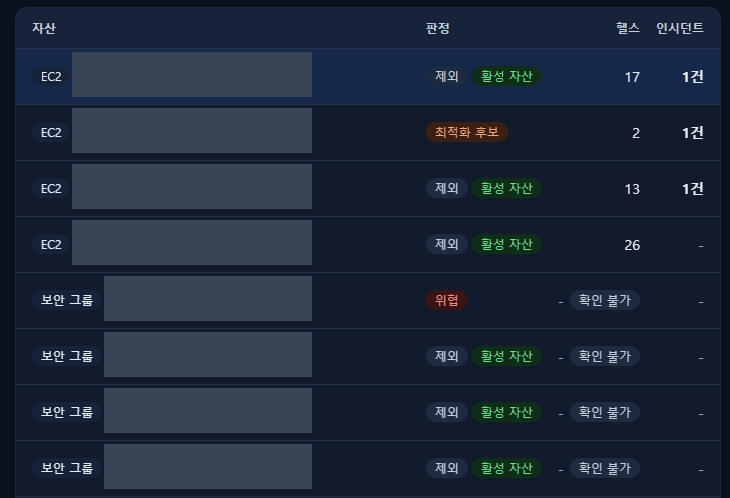 자산 판정 헬스 인시던트
EC2 제외 활성 자산 17 1건
EC2 최적화 후보 2 1건
EC2 제외 활성 자산 13 1건
EC2 제외 활성 자산 26 -
보안 그룹 위협 - 확인 불가 -
보안 그룹 제외 활성 자산 - 확인 불가 -
보안 그룹 제외 활성 자산 - 확인 불가 -
보안 그룹 제외 활성 자산 - 확인 불가 -